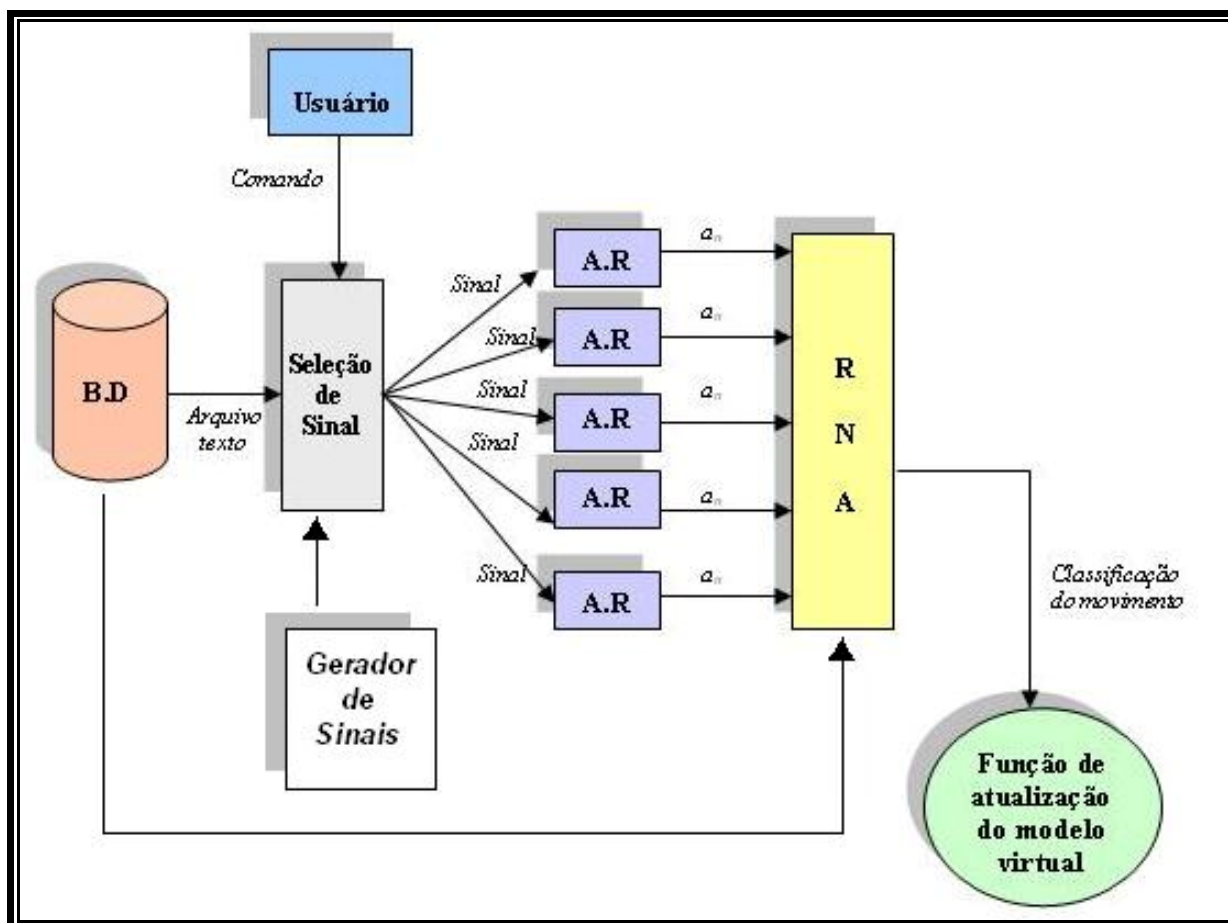 Usuário
Comando
B.D
Arquivo
texto
Seleção
de
Sinal
Gerador
de
Sinais
Sinal
Sinal
Sinal
Sinal
Sinal
A.R
A.R
A.R
A.R
A.R
aₙ
aₙ
aₙ
aₙ
aₙ
R
N
A
Classificação
do movimento
Função de
atualização
do modelo
virtual